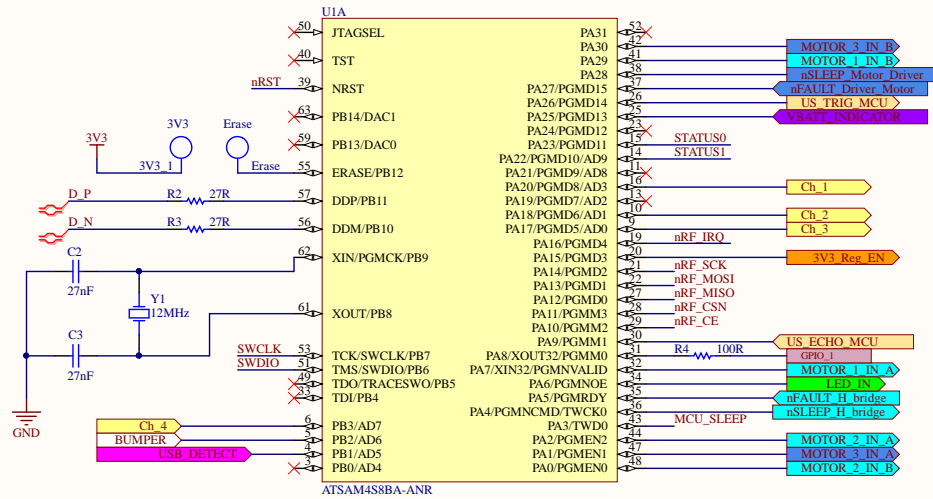 U1A
50 JTAGSEL PA31 52
PA30 42 MOTOR_3_IN_B
40 TST PA29 41 MOTOR_1_IN_B
PA28 38 nSLEEP_Motor_Driver
nRST 39 NRST PA27/PGMD15 37 nFAULT_Driver_Motor
PA26/PGMD14 26 US_TRIG_MCU
63 PB14/DAC1 PA25/PGMD13 25 VBATT_INDICATOR
3V3 Erase PA24/PGMD12 23
3V3 59 PB13/DAC0 PA23/PGMD11 15 STATUS0
PA22/PGMD10/AD9 14 STATUS1
3V3_1 Erase 55 ERASE/PB12 PA21/PGMD9/AD8 11
PA20/PGMD8/AD3 16 Ch_1
D_P R2 27R 57 DDP/PB11 PA19/PGMD7/AD2 13
PA18/PGMD6/AD1 10 Ch_2
D_N R3 27R 56 DDM/PB10 PA17/PGMD5/AD0 9 Ch_3
PA16/PGMD4 19 nRF_IRQ
C2 62 XIN/PGMCK/PB9 PA15/PGMD3 20 3V3_Reg_EN
PA14/PGMD2 21 nRF_SCK
27nF PA13/PGMD1 22 nRF_MOSI
Y1 PA12/PGMD0 27 nRF_MISO
12MHz 61 XOUT/PB8 PA11/PGMM3 28 nRF_CSN
PA10/PGMM2 29 nRF_CE
C3 PA9/PGMM1 30 US_ECHO_MCU
SWCLK 53 TCK/SWCLK/PB7 PA8/XOUT32/PGMM0 31 R4 100R GPIO_1
27nF SWDIO 51 TMS/SWDIO/PB6 PA7/XIN32/PGMNVALID 32 MOTOR_1_IN_A
49 TDO/TRACESWO/PB5 PA6/PGMNOE 34 LED_IN
33 TDI/PB4 PA5/PGMRDY 35 nFAULT_H_bridge
PA4/PGMNCMD/TWCK0 36 nSLEEP_H_bridge
GND
Ch_4 6 PB3/AD7 PA3/TWD0 43 MCU_SLEEP
BUMPER 5 PB2/AD6 PA2/PGMEN2 44 MOTOR_2_IN_A
USB_DETECT 4 PB1/AD5 PA1/PGMEN1 47 MOTOR_3_IN_A
3 PB0/AD4 PA0/PGMEN0 48 MOTOR_2_IN_B
ATSAM4S8BA-ANR